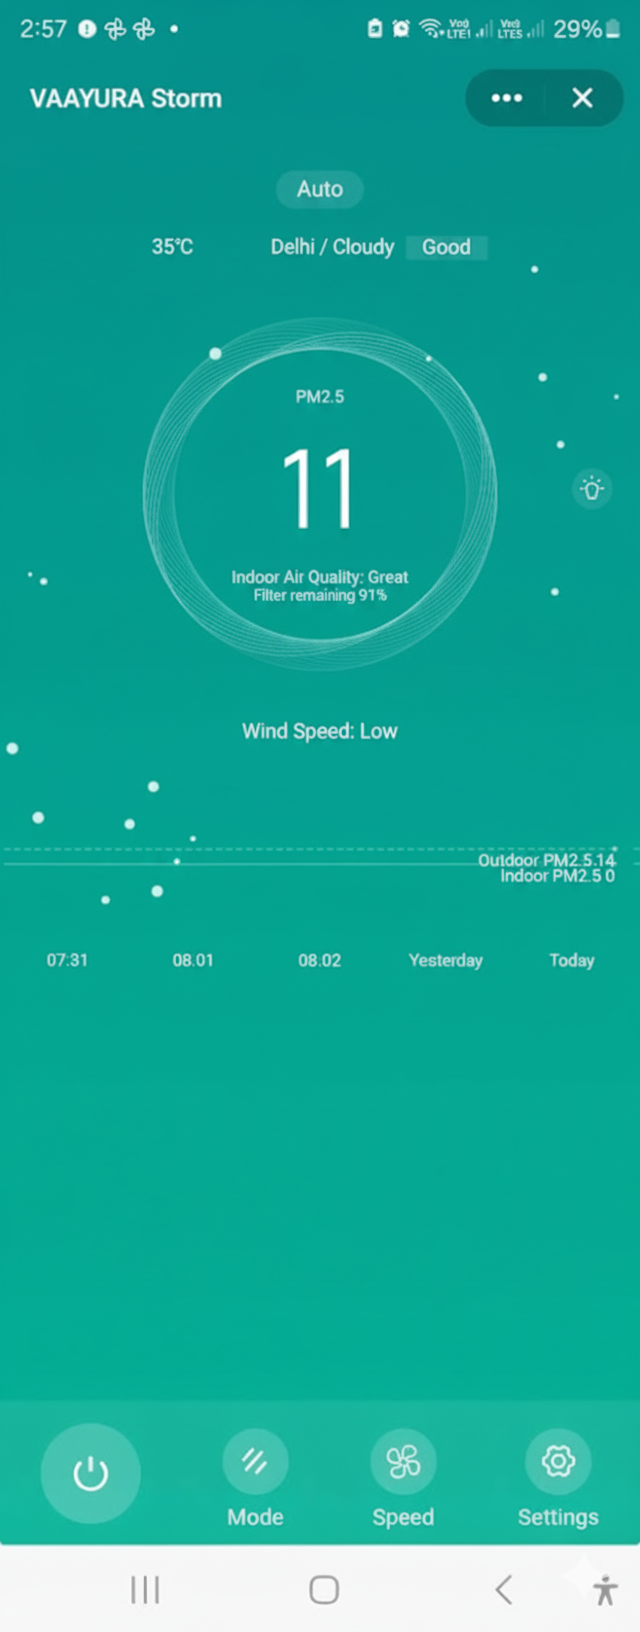 2:57 29%
VAAYURA Storm
Auto
35°C Delhi / Cloudy Good
PM2.5
11
Indoor Air Quality: Great
Filter remaining 91%
Wind Speed: Low
Outdoor PM2.5.14
Indoor PM2.5 0
07:31 08.01 08.02 Yesterday Today
Mode Speed Settings